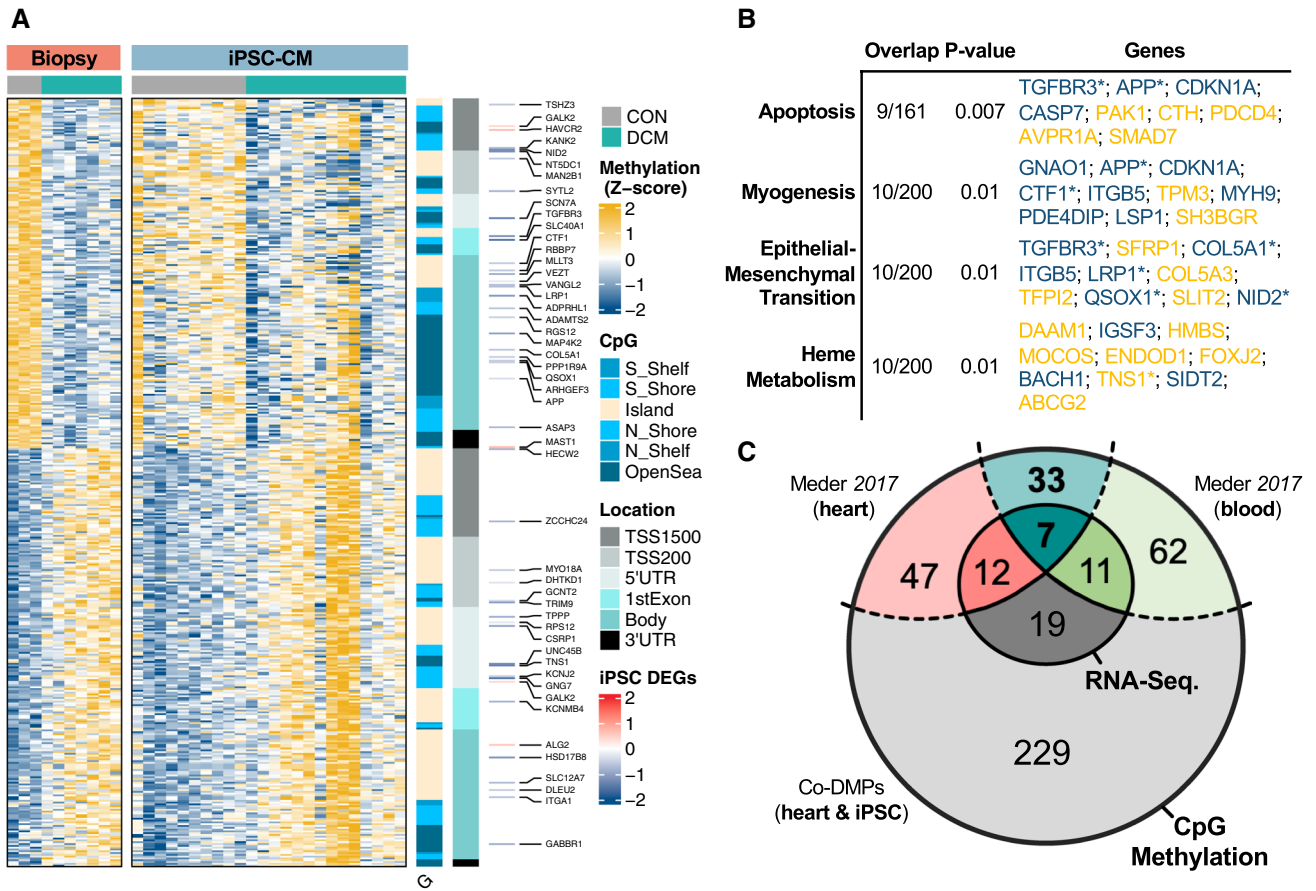 A
Biopsy
iPSC-CM
TSHZ3
GALK2
HAVCR2
KANK2
NID2
NT5DC1
MAN2B1
SYTL2
SCN7A
TGFBR3
SLC40A1
CTF1
RBBP7
MLLT3
VEZT
VANGL2
LRP1
ADPRHL1
ADAMTS2
RGS12
MAP4K2
COL5A1
PPP1R9A
QSOX1
ARHGEF3
APP
ASAP3
MAST1
HECW2
ZCCHC24
MYO18A
DHTKD1
GCNT2
TRIM9
TPPP
RPS12
CSRP1
UNC45B
TNS1
KCNJ2
GNG7
GALK2
KCNMB4
ALG2
HSD17B8
SLC12A7
DLEU2
ITGA1
GABBR1
CON
DCM
Methylation
(Z−score)
2
1
0
−1
−2
CpG
S_Shelf
S_Shore
Island
N_Shore
N_Shelf
OpenSea
Location
TSS1500
TSS200
5'UTR
1stExon
Body
3'UTR
iPSC DEGs
2
1
0
−1
−2
B
Overlap P-value Genes
Apoptosis 9/161 0.007
TGFBR3*; APP*; CDKN1A;
CASP7; PAK1; CTH; PDCD4;
AVPR1A; SMAD7
Myogenesis 10/200 0.01
GNAO1; APP*; CDKN1A;
CTF1*; ITGB5; TPM3; MYH9;
PDE4DIP; LSP1; SH3BGR
Epithelial-
Mesenchymal
Transition
10/200 0.01
TGFBR3*; SFRP1; COL5A1*;
ITGB5; LRP1*; COL5A3;
TFPI2; QSOX1*; SLIT2; NID2*
Heme
Metabolism
10/200 0.01
DAAM1; IGSF3; HMBS;
MOCOS; ENDOD1; FOXJ2;
BACH1; TNS1*; SIDT2;
ABCG2
C
Meder 2017
(heart)
Meder 2017
(blood)
33
7
47
12
11
62
19
RNA-Seq.
229
Co-DMPs
(heart & iPSC)
CpG
Methylation